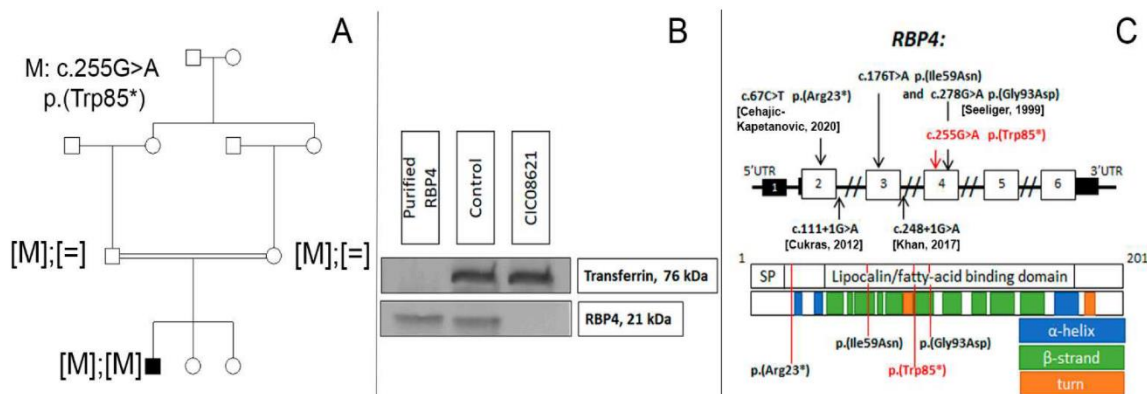 A
M: c.255G>A
p.(Trp85*)
[M];[=]
[M];[=]
[M];[M]
B
Purified
RBP4
Control
CIC08621
Transferrin, 76 kDa
RBP4, 21 kDa
C
RBP4:
c.176T>A p.(Ile59Asn)
and c.278G>A p.(Gly93Asp)
[Seeliger, 1999]
c.67C>T p.(Arg23*)
[Cehajic-
Kapetanovic, 2020]
c.255G>A p.(Trp85*)
5'UTR
3'UTR
1
2
3
4
5
6
c.111+1G>A
[Cukras, 2012]
c.248+1G>A
[Khan, 2017]
1
201
SP
Lipocalin/fatty-acid binding domain
p.(Ile59Asn)
p.(Gly93Asp)
p.(Arg23*)
p.(Trp85*)
α-helix
β-strand
turn